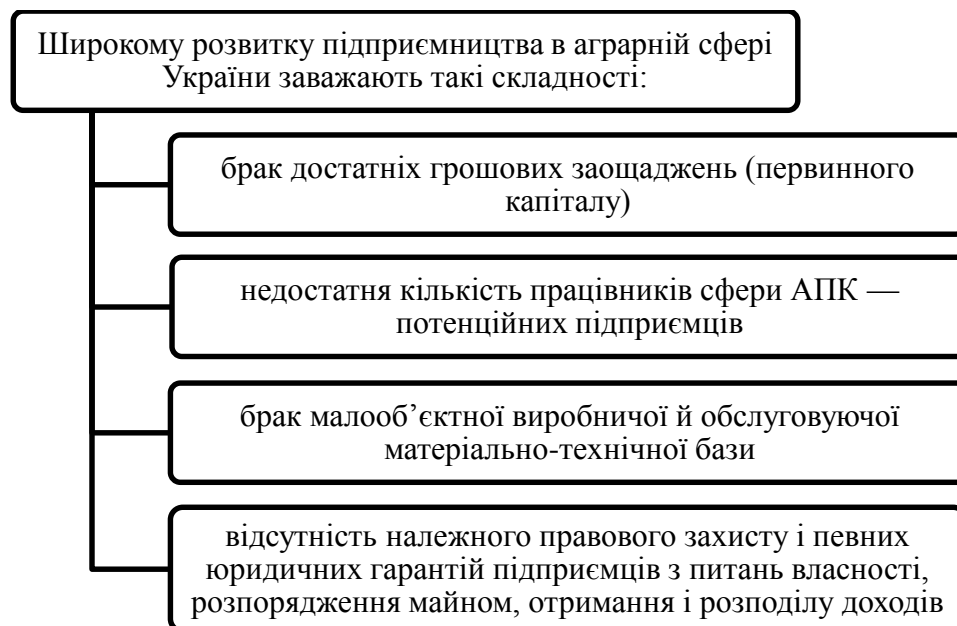 Широкому розвитку підприємництва в аграрній сфері
України заважають такі складності:
брак достатніх грошових заощаджень (первинного
капіталу)
недостатня кількість працівників сфери АПК —
потенційних підприємців
брак малооб’єктної виробничої й обслуговуючої
матеріально-технічної бази
відсутність належного правового захисту і певних
юридичних гарантій підприємців з питань власності,
розпорядження майном, отримання і розподілу доходів